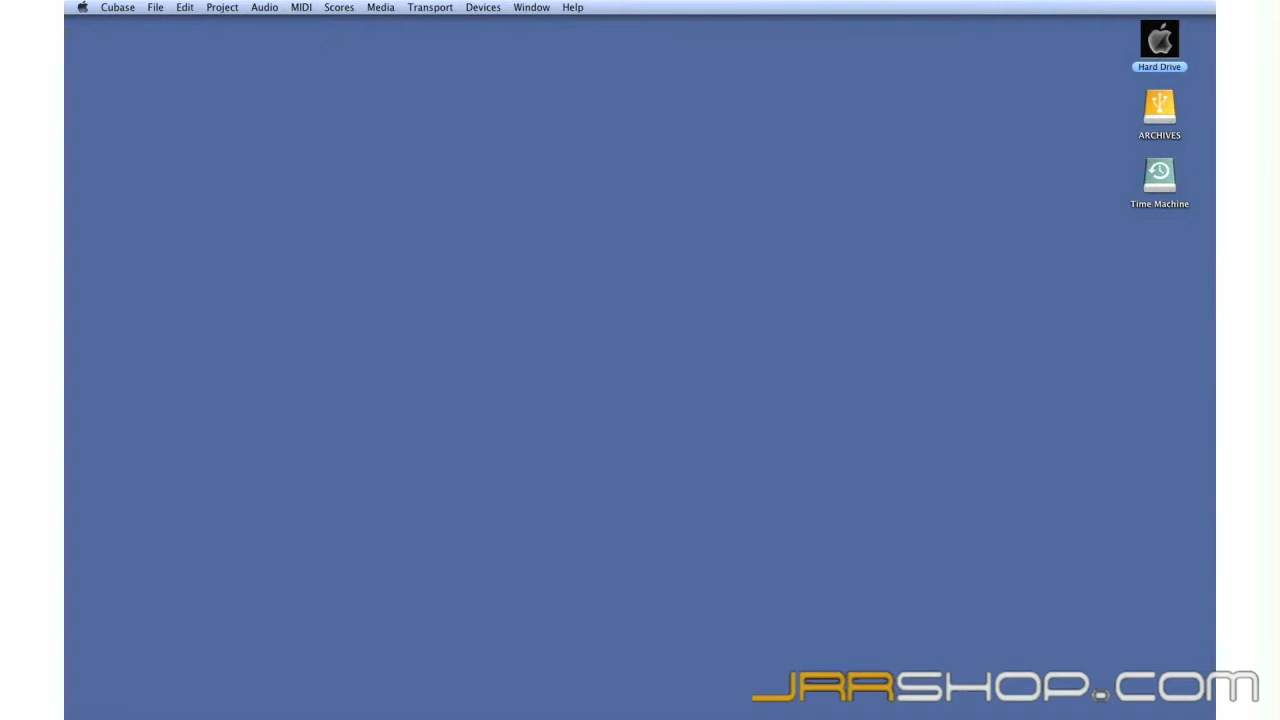 Cubase File Edit Project Audio MIDI Scores Media Transport Devices Window Help
Hard Drive
ARCHIVES
Time Machine
JRRSHOP.COM